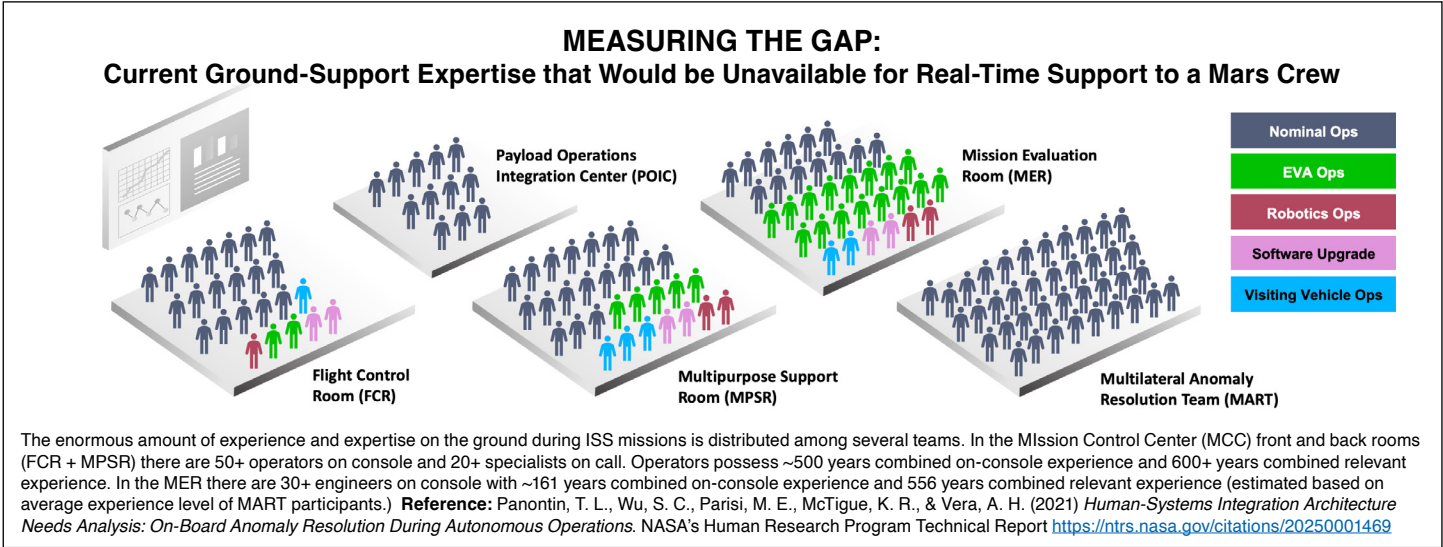 MEASURING THE GAP:
Current Ground-Support Expertise that Would be Unavailable for Real-Time Support to a Mars Crew
Payload Operations
Integration Center (POIC)
Mission Evaluation
Room (MER)
Nominal Ops
EVA Ops
Robotics Ops
Software Upgrade
Visiting Vehicle Ops
Flight Control
Room (FCR)
Multipurpose Support
Room (MPSR)
Multilateral Anomaly
Resolution Team (MART)
The enormous amount of experience and expertise on the ground during ISS missions is distributed among several teams. In the MIssion Control Center (MCC) front and back rooms
(FCR + MPSR) there are 50+ operators on console and 20+ specialists on call. Operators possess ~500 years combined on-console experience and 600+ years combined relevant
experience. In the MER there are 30+ engineers on console with ~161 years combined on-console experience and 556 years combined relevant experience (estimated based on
average experience level of MART participants.) Reference: Panontin, T. L., Wu, S. C., Parisi, M. E., McTigue, K. R., & Vera, A. H. (2021) Human-Systems Integration Architecture
Needs Analysis: On-Board Anomaly Resolution During Autonomous Operations. NASA's Human Research Program Technical Report https://ntrs.nasa.gov/citations/20250001469